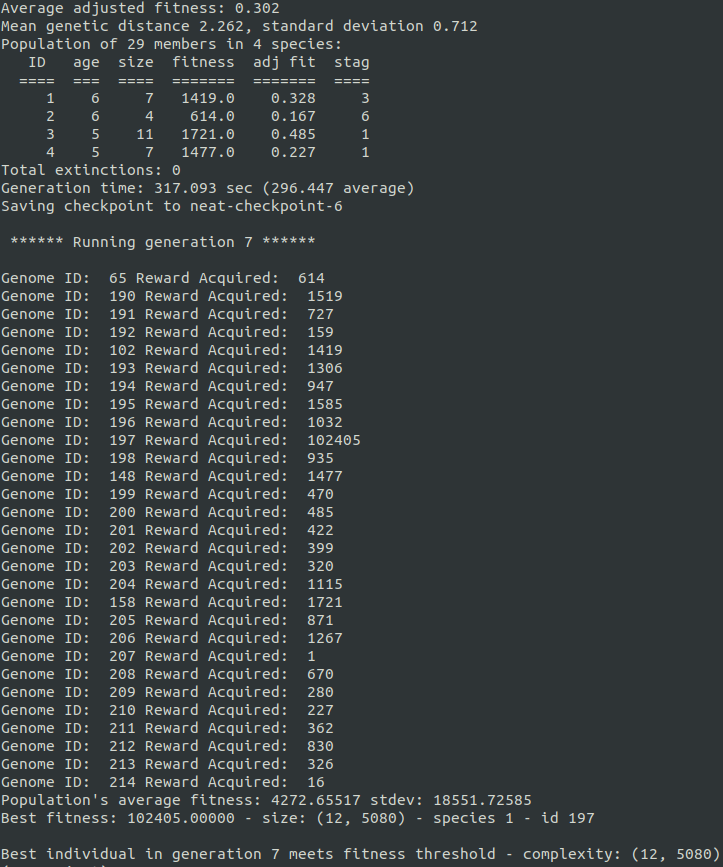 Average adjusted fitness: 0.302
Mean genetic distance 2.262, standard deviation 0.712
Population of 29 members in 4 species:
ID age size fitness adj fit stag
==== === ==== ======= ======= ====
1 6 7 1419.0 0.328 3
2 6 4 614.0 0.167 6
3 5 11 1721.0 0.485 1
4 5 7 1477.0 0.227 1
Total extinctions: 0
Generation time: 317.093 sec (296.447 average)
Saving checkpoint to neat-checkpoint-6
****** Running generation 7 ******
Genome ID: 65 Reward Acquired: 614
Genome ID: 190 Reward Acquired: 1519
Genome ID: 191 Reward Acquired: 727
Genome ID: 192 Reward Acquired: 159
Genome ID: 102 Reward Acquired: 1419
Genome ID: 193 Reward Acquired: 1306
Genome ID: 194 Reward Acquired: 947
Genome ID: 195 Reward Acquired: 1585
Genome ID: 196 Reward Acquired: 1032
Genome ID: 197 Reward Acquired: 102405
Genome ID: 198 Reward Acquired: 935
Genome ID: 148 Reward Acquired: 1477
Genome ID: 199 Reward Acquired: 470
Genome ID: 200 Reward Acquired: 485
Genome ID: 201 Reward Acquired: 422
Genome ID: 202 Reward Acquired: 399
Genome ID: 203 Reward Acquired: 320
Genome ID: 204 Reward Acquired: 1115
Genome ID: 158 Reward Acquired: 1721
Genome ID: 205 Reward Acquired: 871
Genome ID: 206 Reward Acquired: 1267
Genome ID: 207 Reward Acquired: 1
Genome ID: 208 Reward Acquired: 670
Genome ID: 209 Reward Acquired: 280
Genome ID: 210 Reward Acquired: 227
Genome ID: 211 Reward Acquired: 362
Genome ID: 212 Reward Acquired: 830
Genome ID: 213 Reward Acquired: 326
Genome ID: 214 Reward Acquired: 16
Population's average fitness: 4272.65517 stdev: 18551.72585
Best fitness: 102405.00000 - size: (12, 5080) - species 1 - id 197
Best individual in generation 7 meets fitness threshold - complexity: (12, 5080)